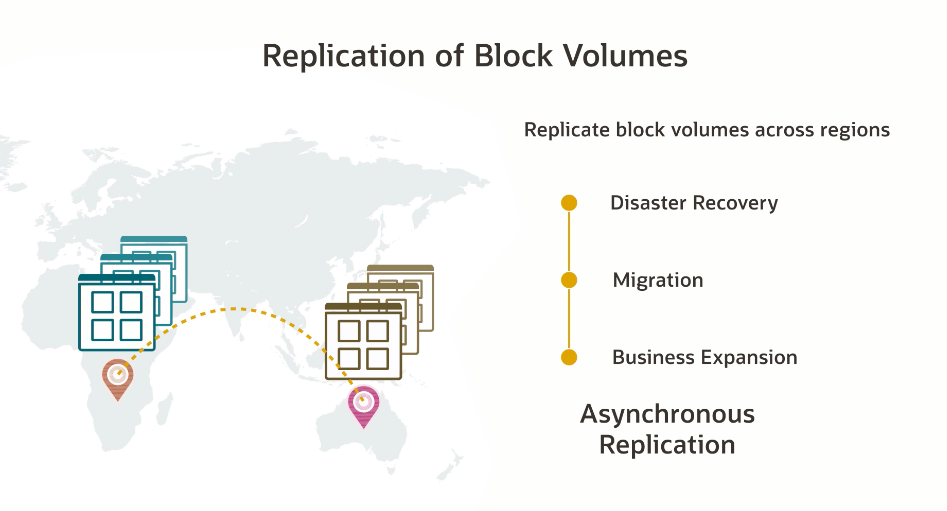 Replication of Block Volumes
Replicate block volumes across regions
Disaster Recovery
Migration
Business Expansion
Asynchronous
Replication